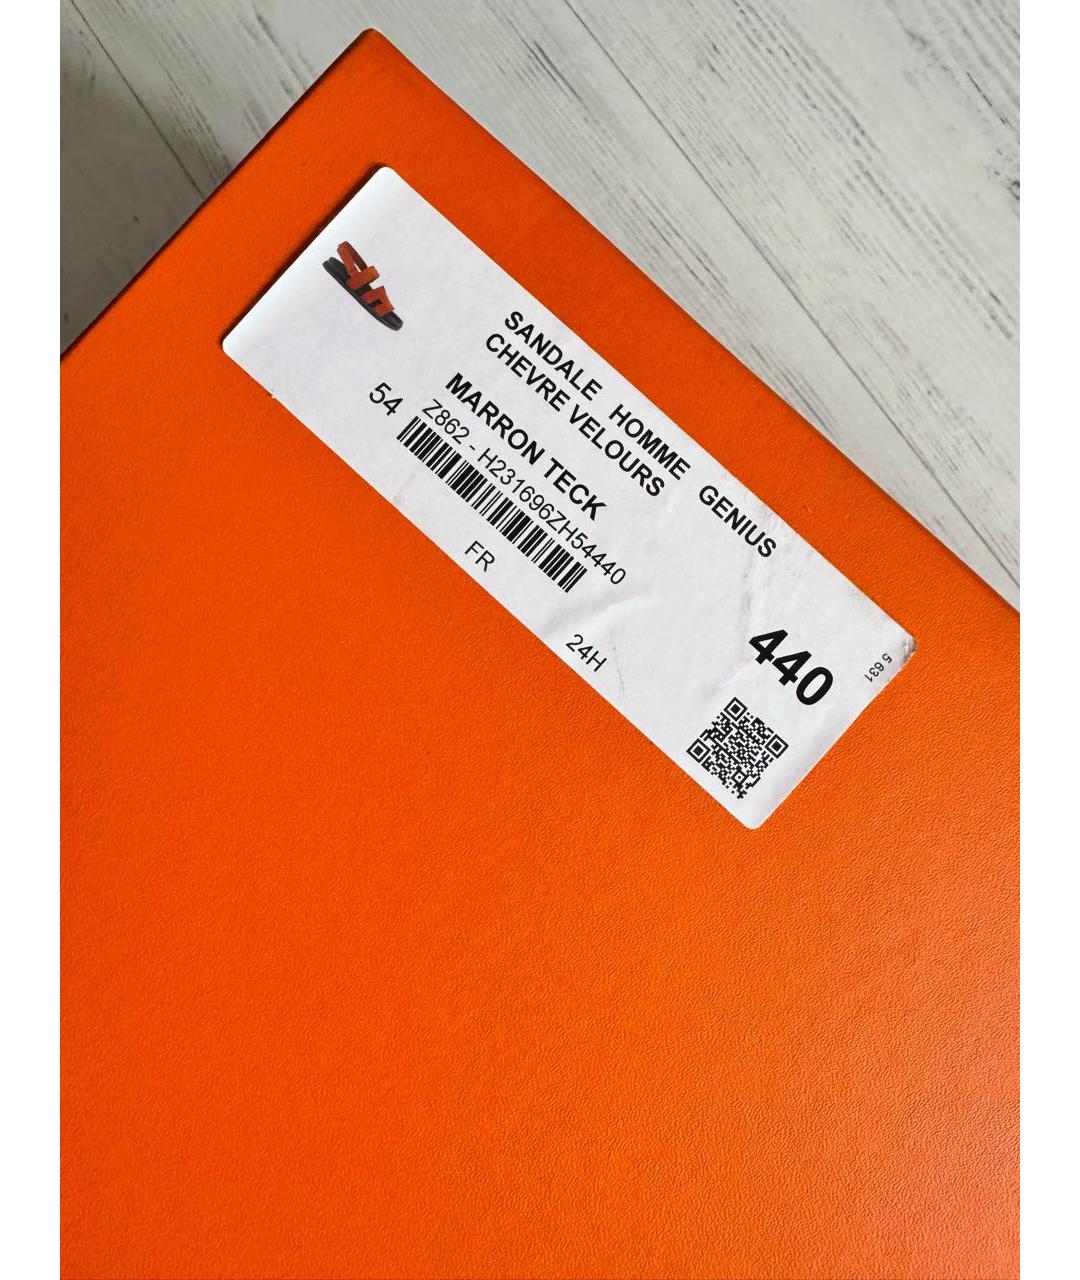 SANDALE HOMME GENIUS
CHEVRE VELOURS
MARRON TECK
Z862 - H231696ZH54440
54
FR
24H
440
5 631